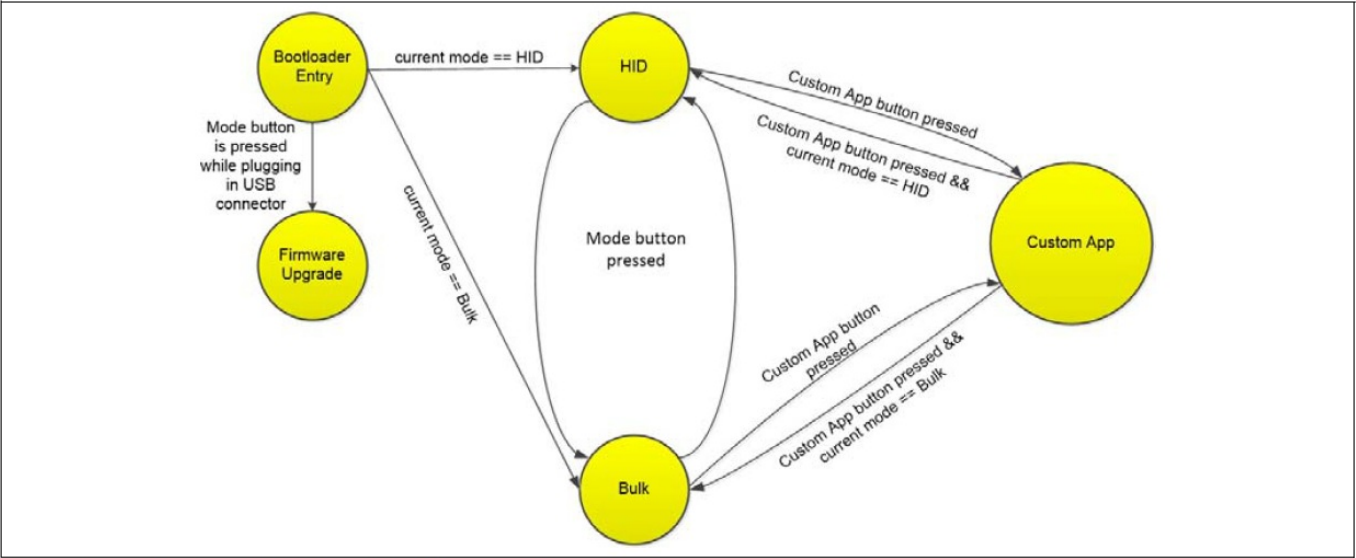 Bootloader
Entry
current mode == HID
HID
Custom App button pressed
Custom App button pressed &&
current mode == HID
Mode button
is pressed
while plugging
in USB
connector
current mode == Bulk
Firmware
Upgrade
Mode button
pressed
Custom App
Custom App button
pressed
Custom App button pressed &&
current mode == Bulk
Bulk